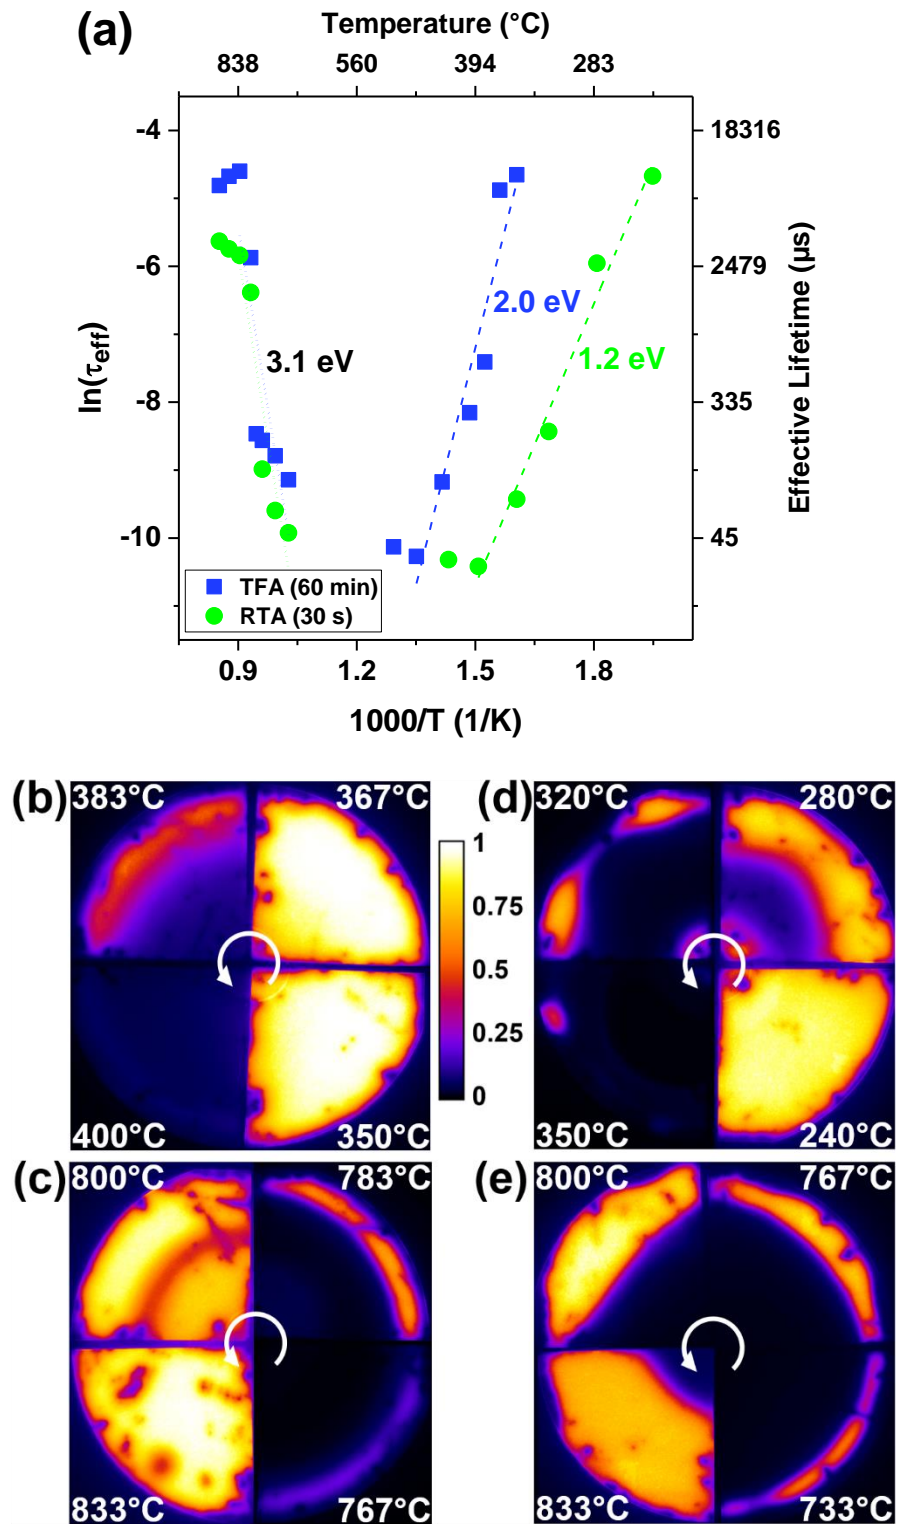 (a)
Temperature (°C)
838 560 394 283
-4 18316
-6 2479
-8 335
-10 45
ln(τeff)
Effective Lifetime (µs)
2.0 eV
3.1 eV
1.2 eV
TFA (60 min)
RTA (30 s)
0.9 1.2 1.5 1.8
1000/T (1/K)
(b)
383°C 367°C
400°C 350°C
1
0.75
0.5
0.25
0
(d)
320°C 280°C
350°C 240°C
(c)
800°C 783°C
833°C 767°C
(e)
800°C 767°C
833°C 733°C